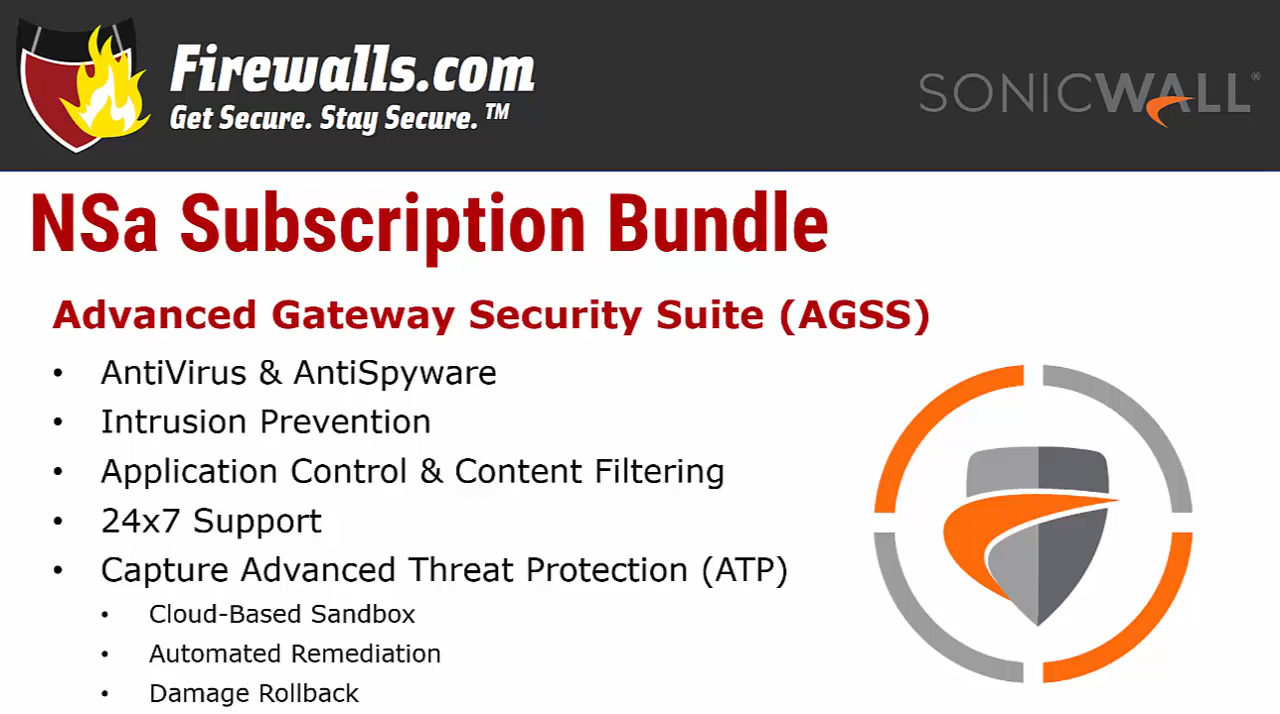 Firewalls.com
Get Secure. Stay Secure.™
SONICWALL®
NSa Subscription Bundle
Advanced Gateway Security Suite (AGSS)
• AntiVirus & AntiSpyware
• Intrusion Prevention
• Application Control & Content Filtering
• 24x7 Support
• Capture Advanced Threat Protection (ATP)
• Cloud-Based Sandbox
• Automated Remediation
• Damage Rollback